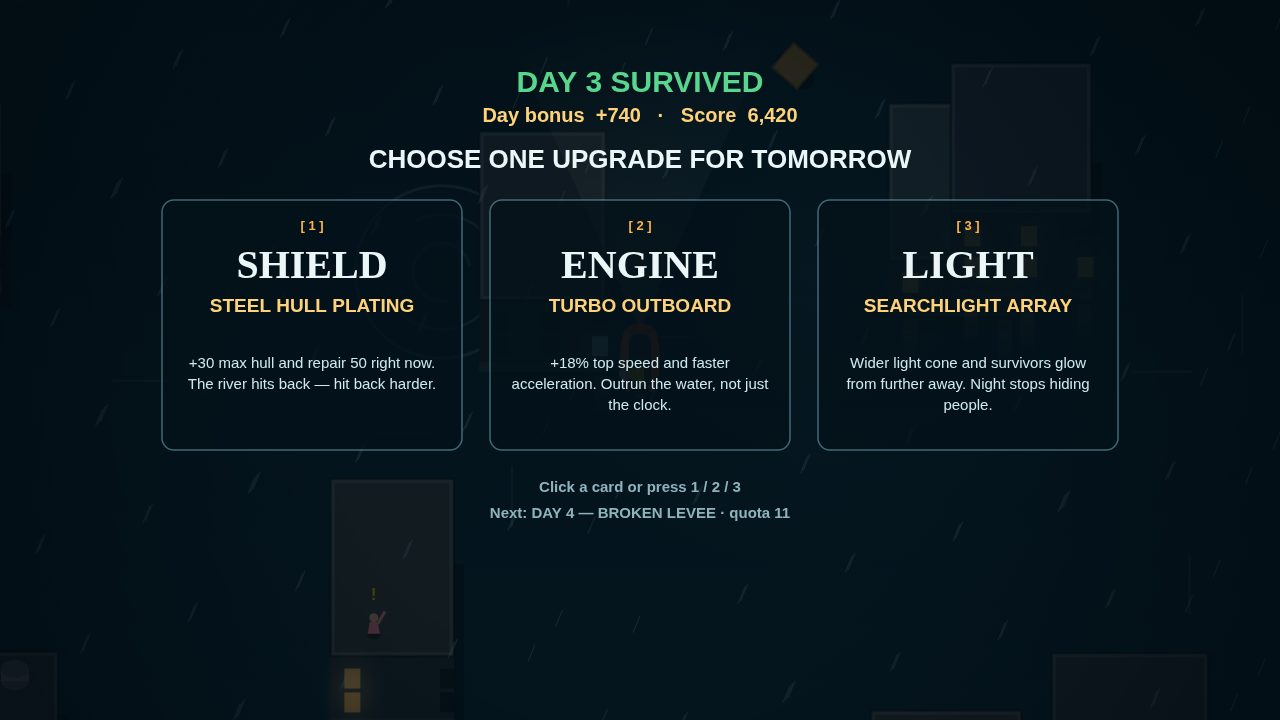 DAY 3 SURVIVED
Day bonus +740 · Score 6,420
CHOOSE ONE UPGRADE FOR TOMORROW
[ 1 ]
SHIELD
STEEL HULL PLATING
+30 max hull and repair 50 right now.
The river hits back — hit back harder.
[ 2 ]
ENGINE
TURBO OUTBOARD
+18% top speed and faster
acceleration. Outrun the water, not just
the clock.
[ 3 ]
LIGHT
SEARCHLIGHT ARRAY
Wider light cone and survivors glow
from further away. Night stops hiding
people.
Click a card or press 1 / 2 / 3
Next: DAY 4 — BROKEN LEVEE · quota 11
!